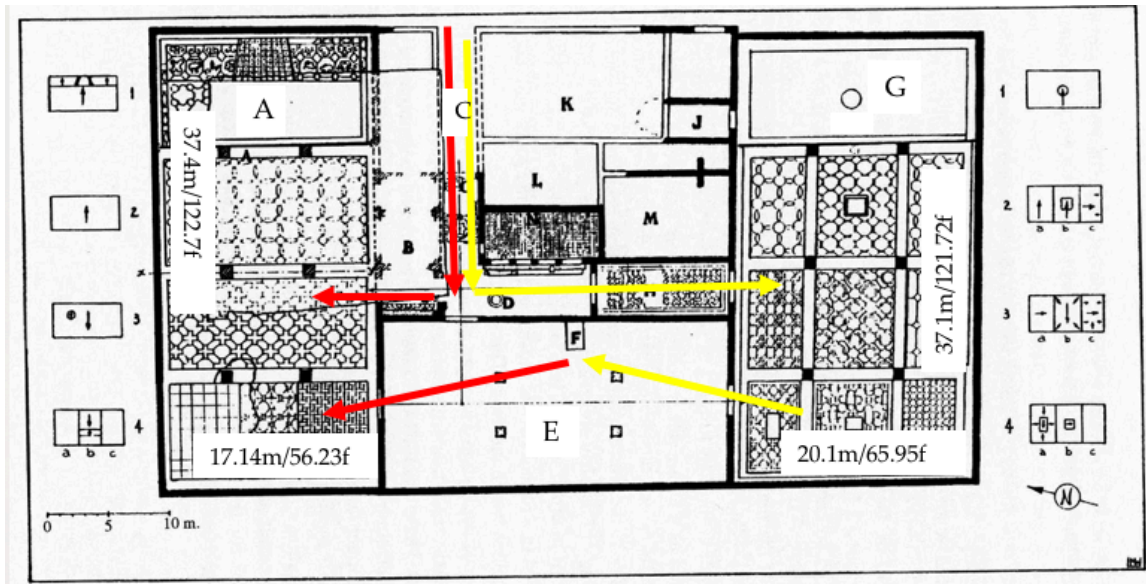 1
A
37.4m/122.7f
A
C
K
J
G
1
L
M
B
N
D
H
F
2
3
4
a b c
17.14m/56.23f
E
37.1m/121.72f
20.1m/65.95f
2
a b c
3
a b c
4
a b c
N
0 5 10 m.